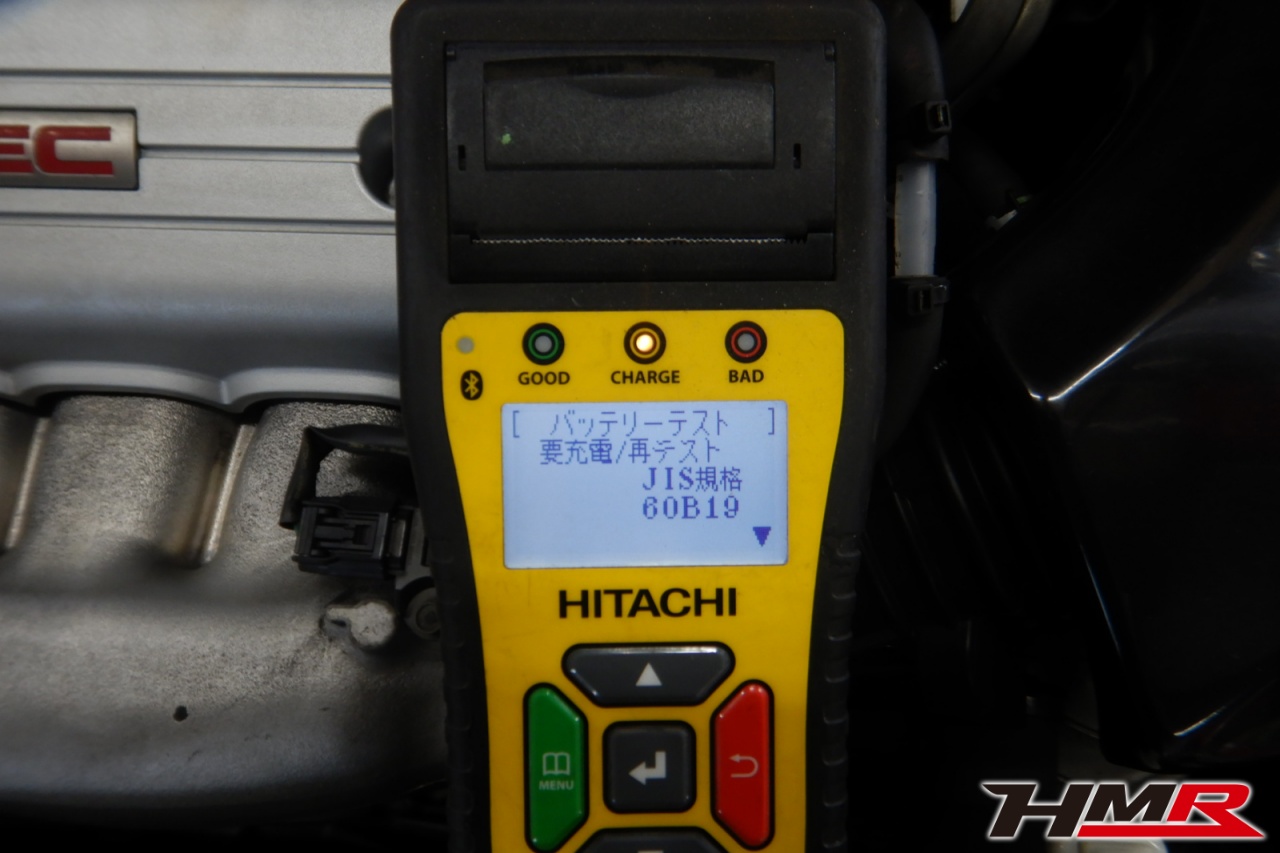 EC
GOOD CHARGE BAD
[ バッテリーテスト ]
要充電/再テスト
JIS規格
60B19
HITACHI
MENU
HMR